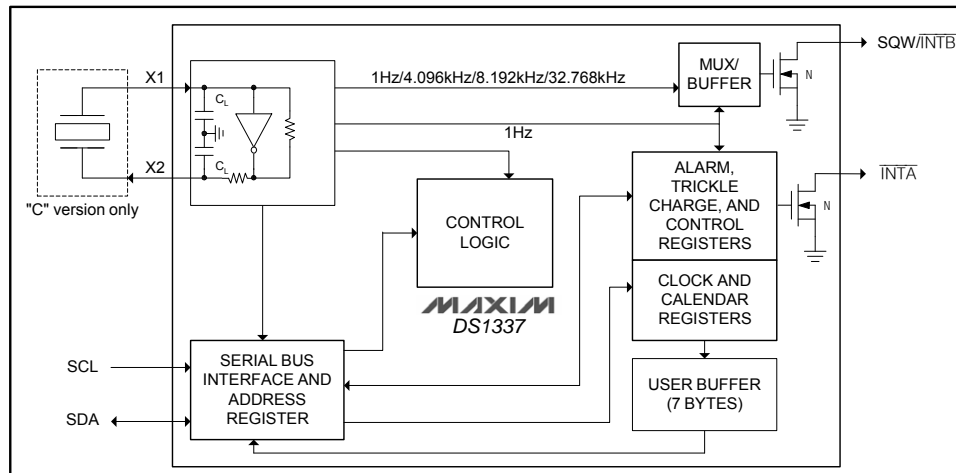 SQW/INTB
MUX/
BUFFER
N
1Hz/4.096kHz/8.192kHz/32.768kHz
X1
CL
1Hz
X2
CL
"C" version only
ALARM,
TRICKLE
CHARGE, AND
CONTROL
REGISTERS
INTA
N
CONTROL
LOGIC
CLOCK AND
CALENDAR
REGISTERS
MAXIM
DS1337
SCL
SERIAL BUS
INTERFACE AND
ADDRESS
REGISTER
USER BUFFER
(7 BYTES)
SDA